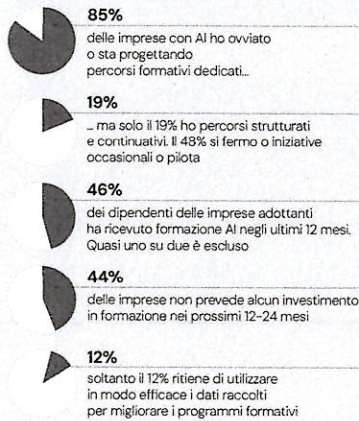 85%
delle imprese con AI ho ovviato
o sta progettando
percorsi formativi dedicati...
19%
... ma solo il 19% ho percorsi strutturati
e continuativi. Il 48% si fermo o iniziative
occasionali o pilota
46%
dei dipendenti delle imprese adottanti
ha ricevuto formazione AI negli ultimi 12 mesi.
Quasi uno su due è escluso
44%
delle imprese non prevede alcun investimento
in formazione nei prossimi 12-24 mesi
12%
soltanto il 12% ritiene di utilizzare
in modo efficace i dati raccolti
per migliorare i programmi formativi